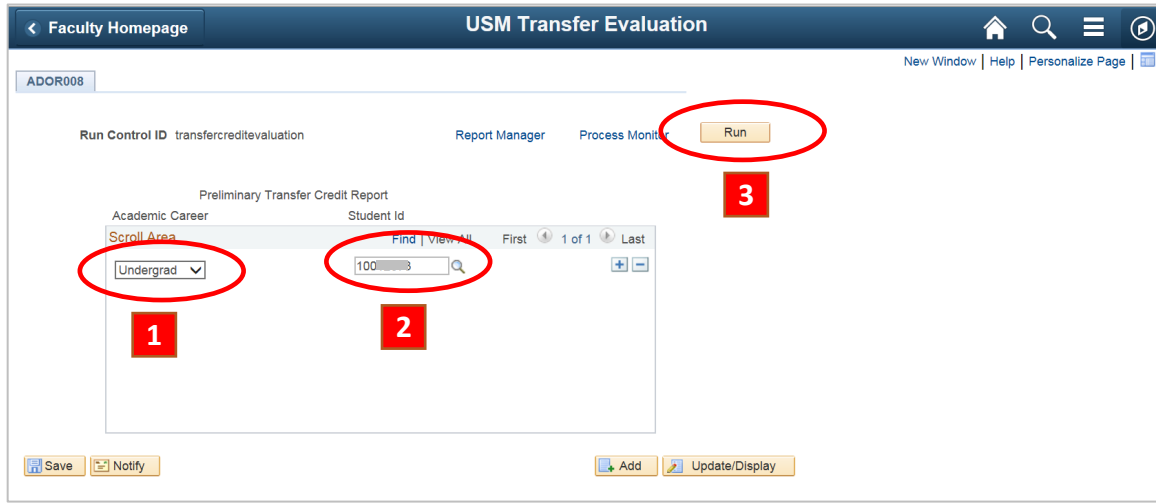 Faculty Homepage USM Transfer Evaluation
New Window | Help | Personalize Page |
ADOR008
Run Control ID transfercreditevaluation Report Manager Process Monitor Run
3
Preliminary Transfer Credit Report
Academic Career Student Id
Scroll Area Find | View All First 1 of 1 Last
Undergrad
1 2
Save Notify Add Update/Display